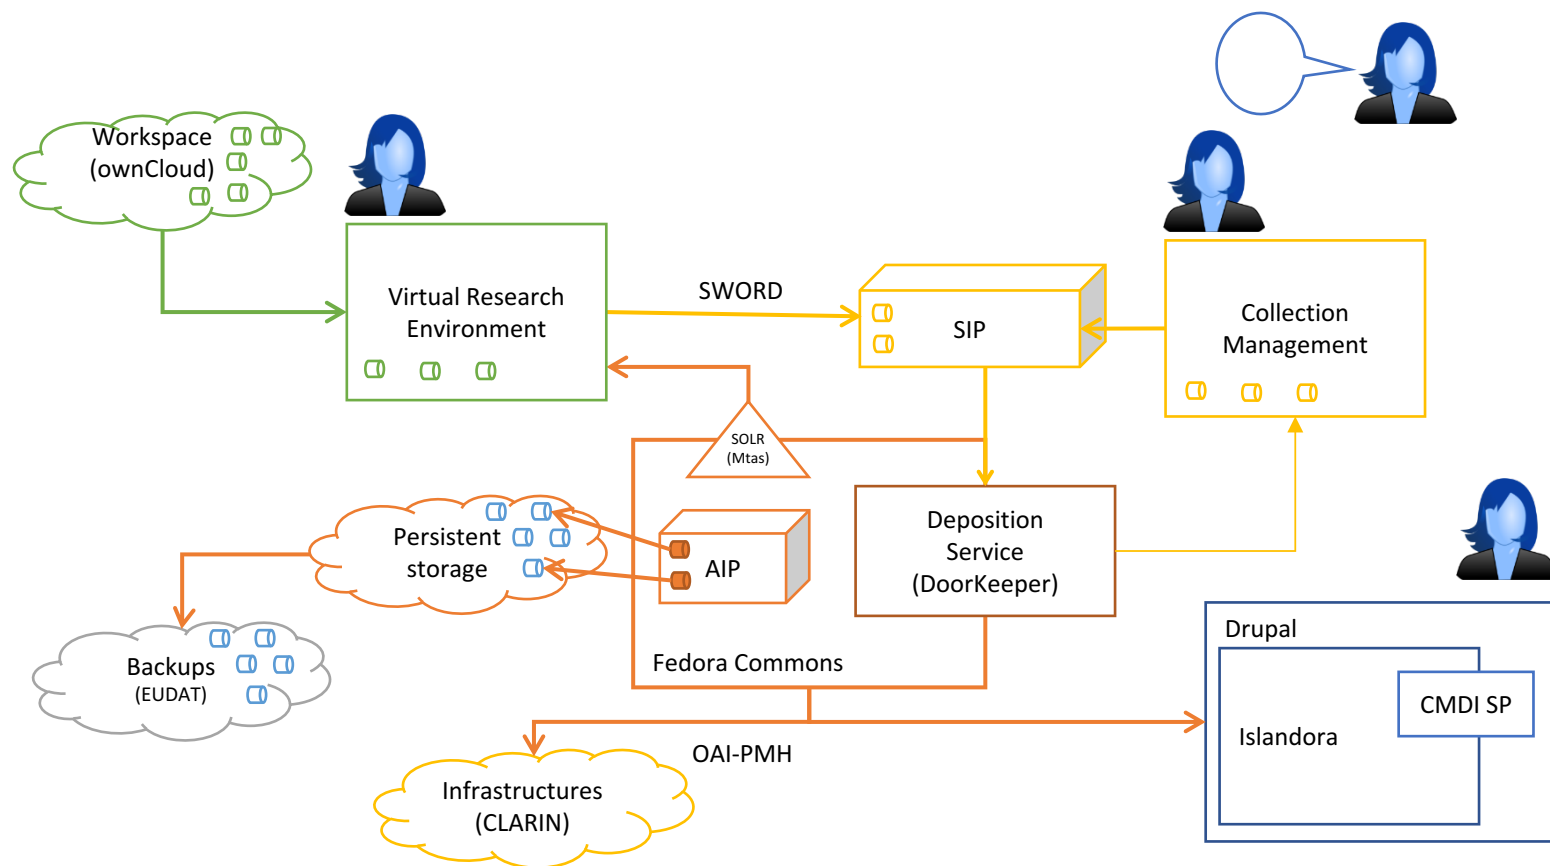 Workspace
(ownCloud)
Virtual Research
Environment
SWORD
SIP
Collection
Management
SOLR
(Mtas)
Persistent
storage
AIP
Deposition
Service
(DoorKeeper)
Backups
(EUDAT)
Fedora Commons
Drupal
CMDI SP
Islandora
OAI-PMH
Infrastructures
(CLARIN)